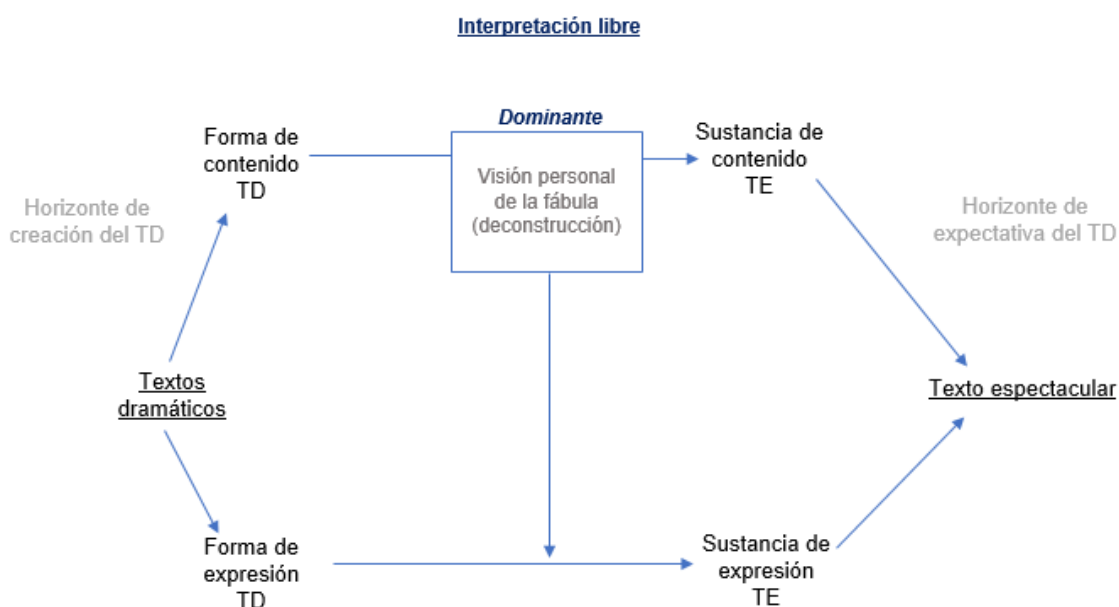 Interpretación libre
Dominante
Forma de
contenido
TD
Visión personal
de la fábula
(deconstrucción)
Sustancia de
contenido
TE
Horizonte de
creación del TD
Horizonte de
expectativa del TD
Textos
dramáticos
Texto espectacular
Forma de
expresión
TD
Sustancia de
expresión
TE